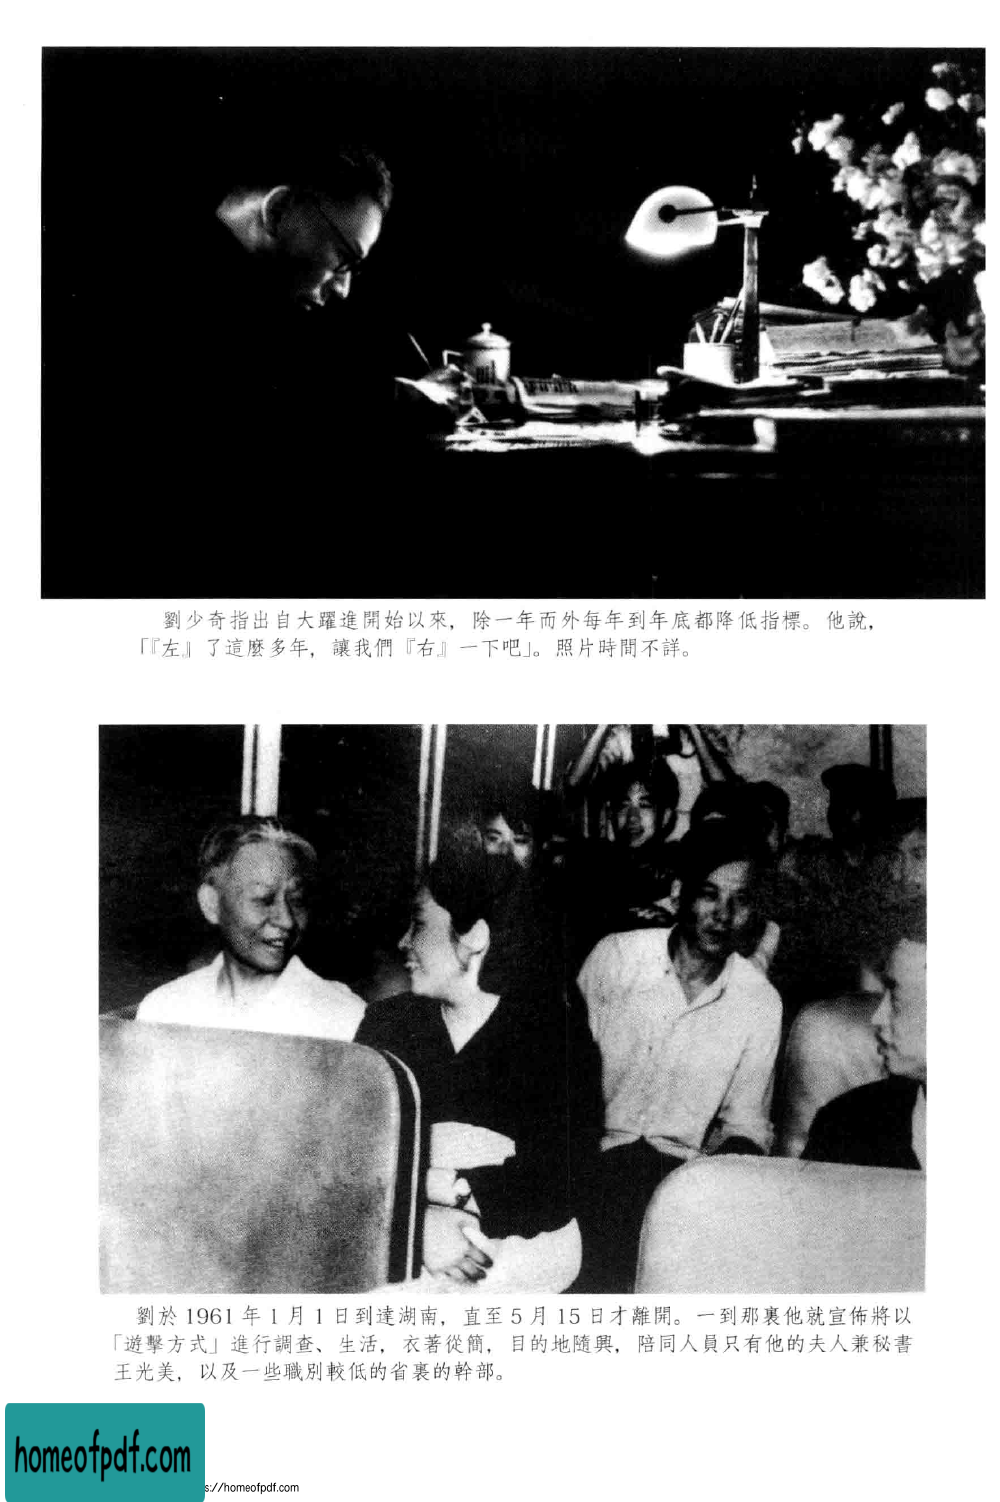 劉少奇指出自大躍進開始以來，除一年而外每年到年底都降低指標。他說，
「『左』了這麼多年，讓我們『右』一下吧」。照片時間不詳。
劉於 1961 年 1 月 1 日到達湖南，直至 5 月 15 日才離開。一到那裏他就宣佈將以
「遊擊方式」進行調查、生活，衣著從簡，目的地隨興，陪同人員只有他的夫人兼秘書
王光美，以及一些職別較低的省裏的幹部。
homeofpdf.com
s://homeofpdf.com